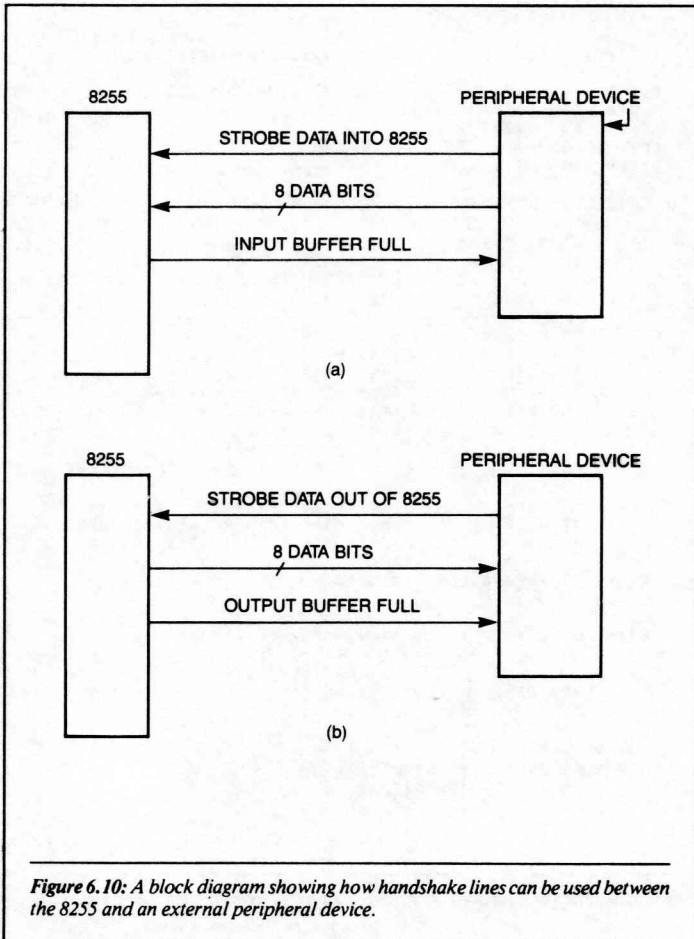 8255 PERIPHERAL DEVICE
STROBE DATA INTO 8255
8 DATA BITS
INPUT BUFFER FULL
(a)
8255 PERIPHERAL DEVICE
STROBE DATA OUT OF 8255
8 DATA BITS
OUTPUT BUFFER FULL
(b)
Figure 6.10: A block diagram showing how handshake lines can be used between
the 8255 and an external peripheral device.